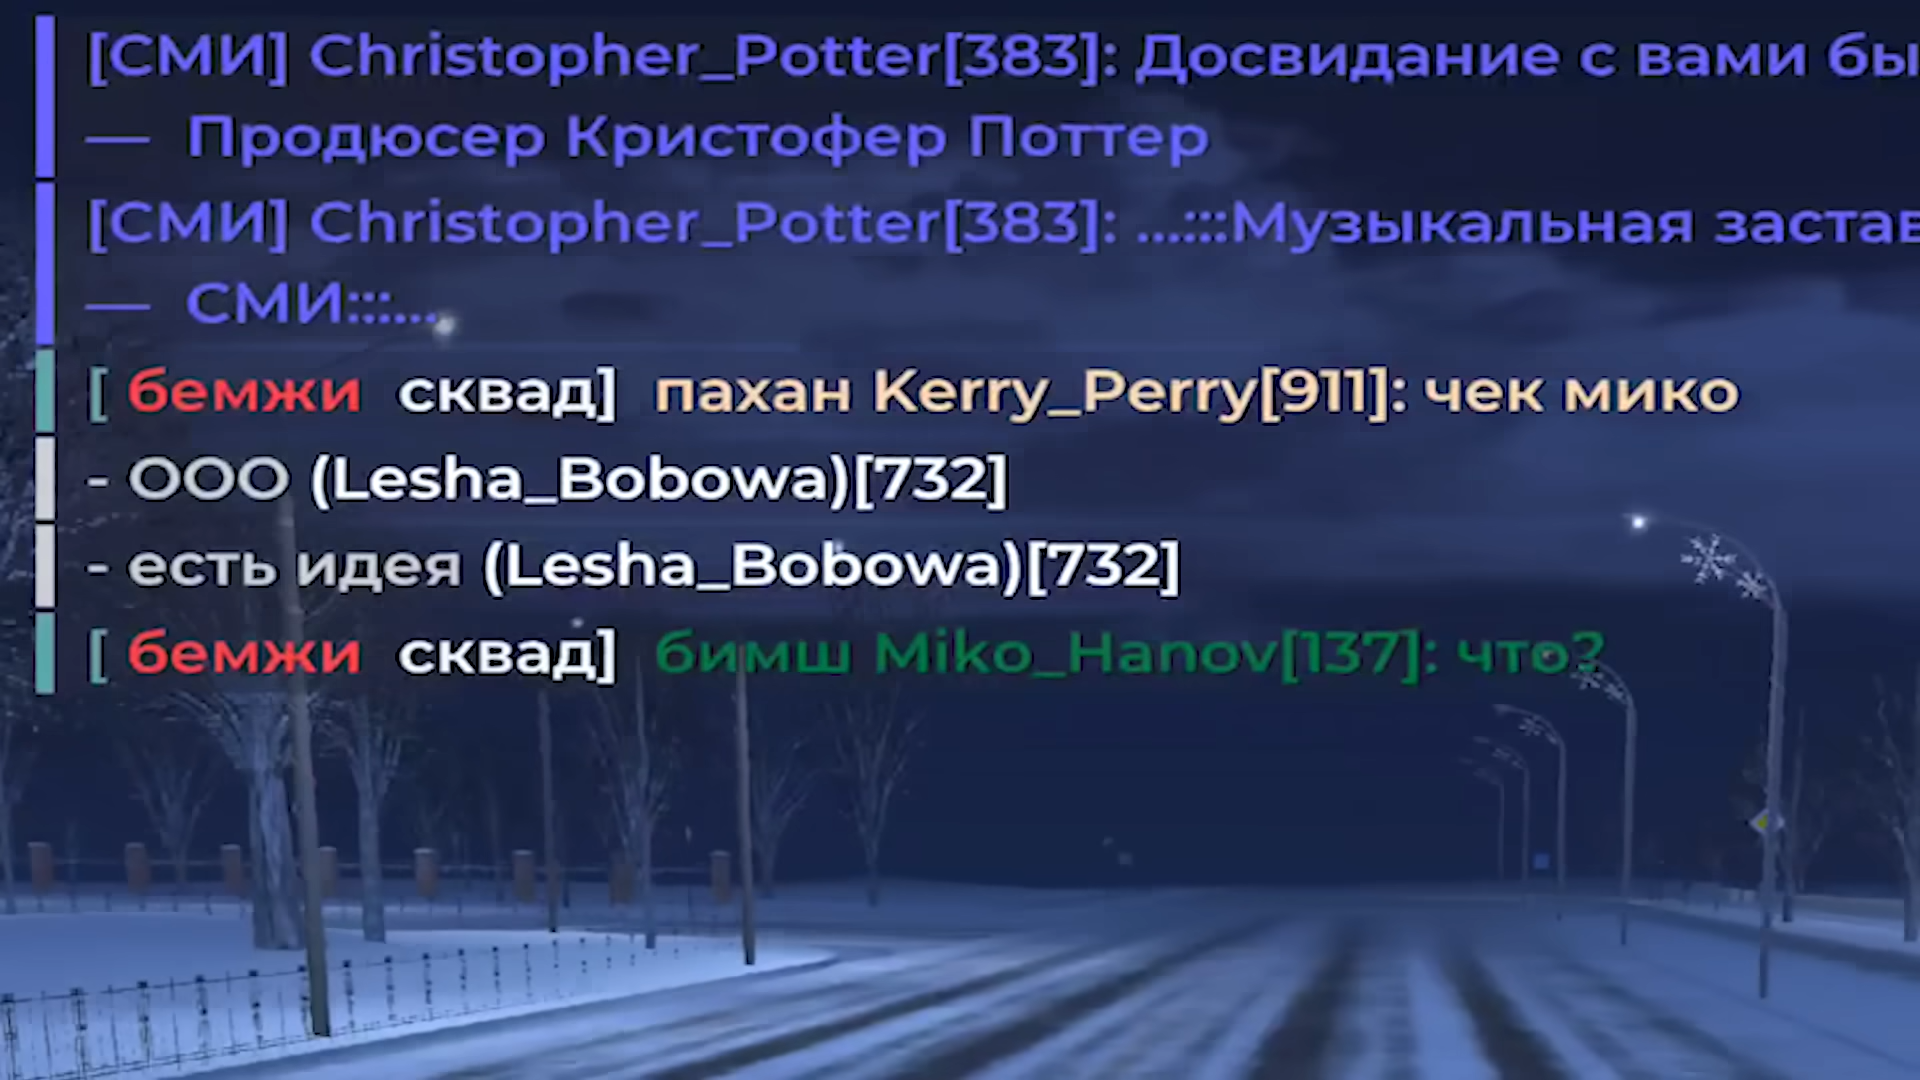 [СМИ] Christopher_Potter[383]: Досвидание с вами бы
— Продюсер Кристофер Поттер
[СМИ] Christopher_Potter[383]: ...:::Музыкальная застав
— СМИ:::...
[ бемжи сквад] пахан Kerry_Perry[911]: чек мико
- ООО (Lesha_Bobowa)[732]
- есть идея (Lesha_Bobowa)[732]
[ бемжи сквад] бимш Miko_Hanov[137]: что?